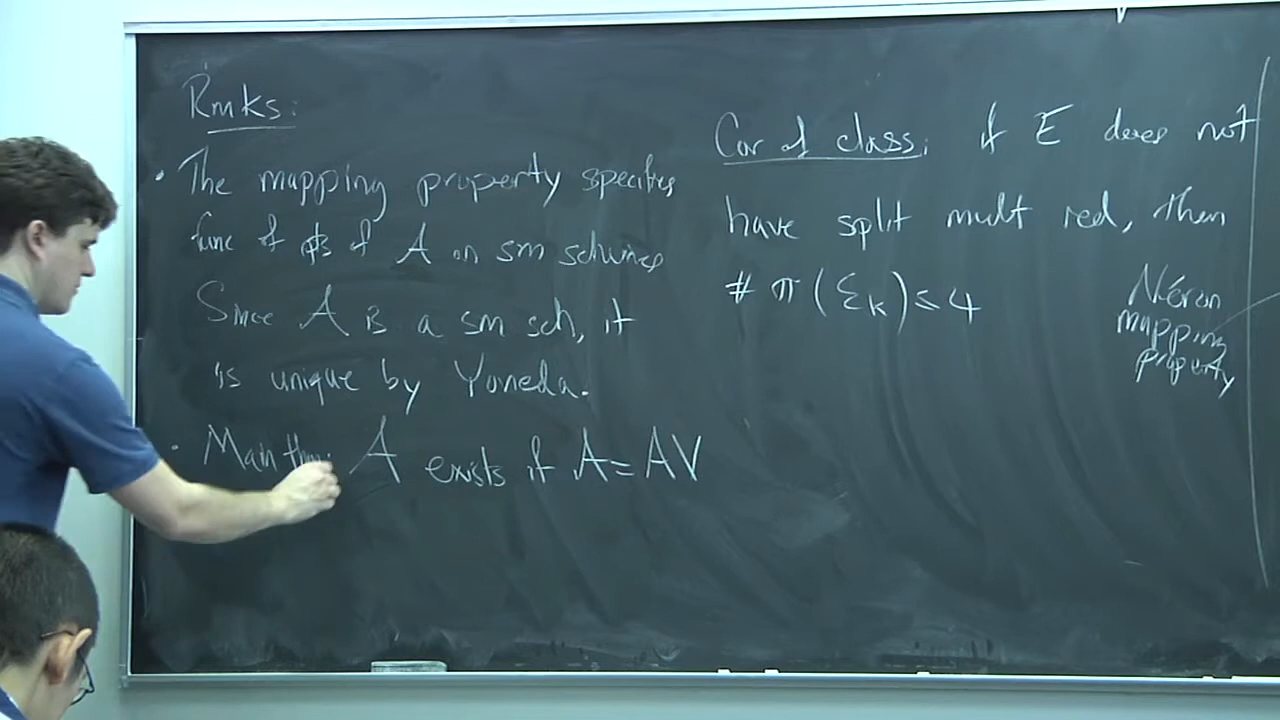 Rmks:
• The mapping property specifies
func of pts of A on sm schemes
Since A is a sm sch, it
is unique by Yoneda.
• Main thm: A exists if A = AV
Cor of class: if E does not
have split mult red, then
# π(ℰk) ≤ 4
Néron
mapping
property